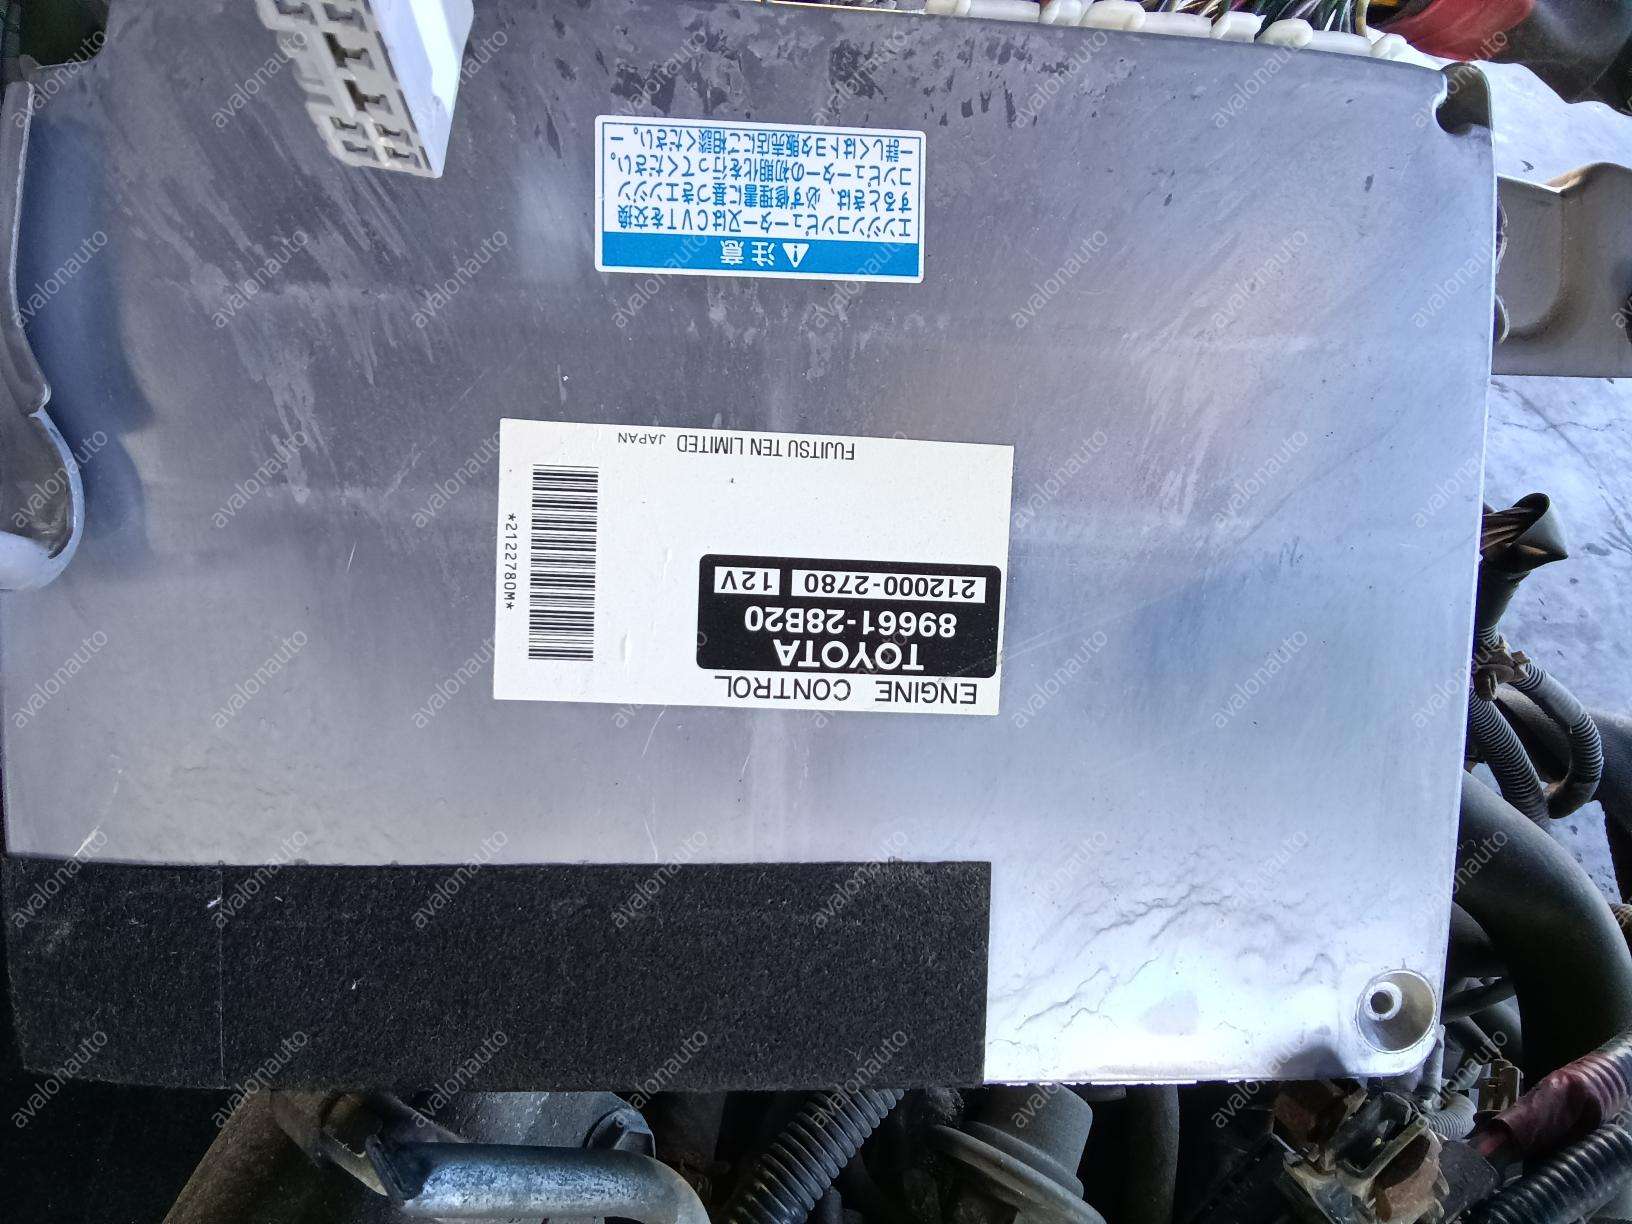 ⚠注意
エンジンコンピューター又はCVTを交換
するときは、必ず修理書に基づきエンジン
コンピューターの初期化を行ってください。
ー詳しくはトヨタ販売店にご相談ください。ー
ENGINE CONTROL
TOYOTA
89661-28B20
212000-2780 12V
*2122780M*
FUJITSU TEN LIMITED JAPAN
avalonauto